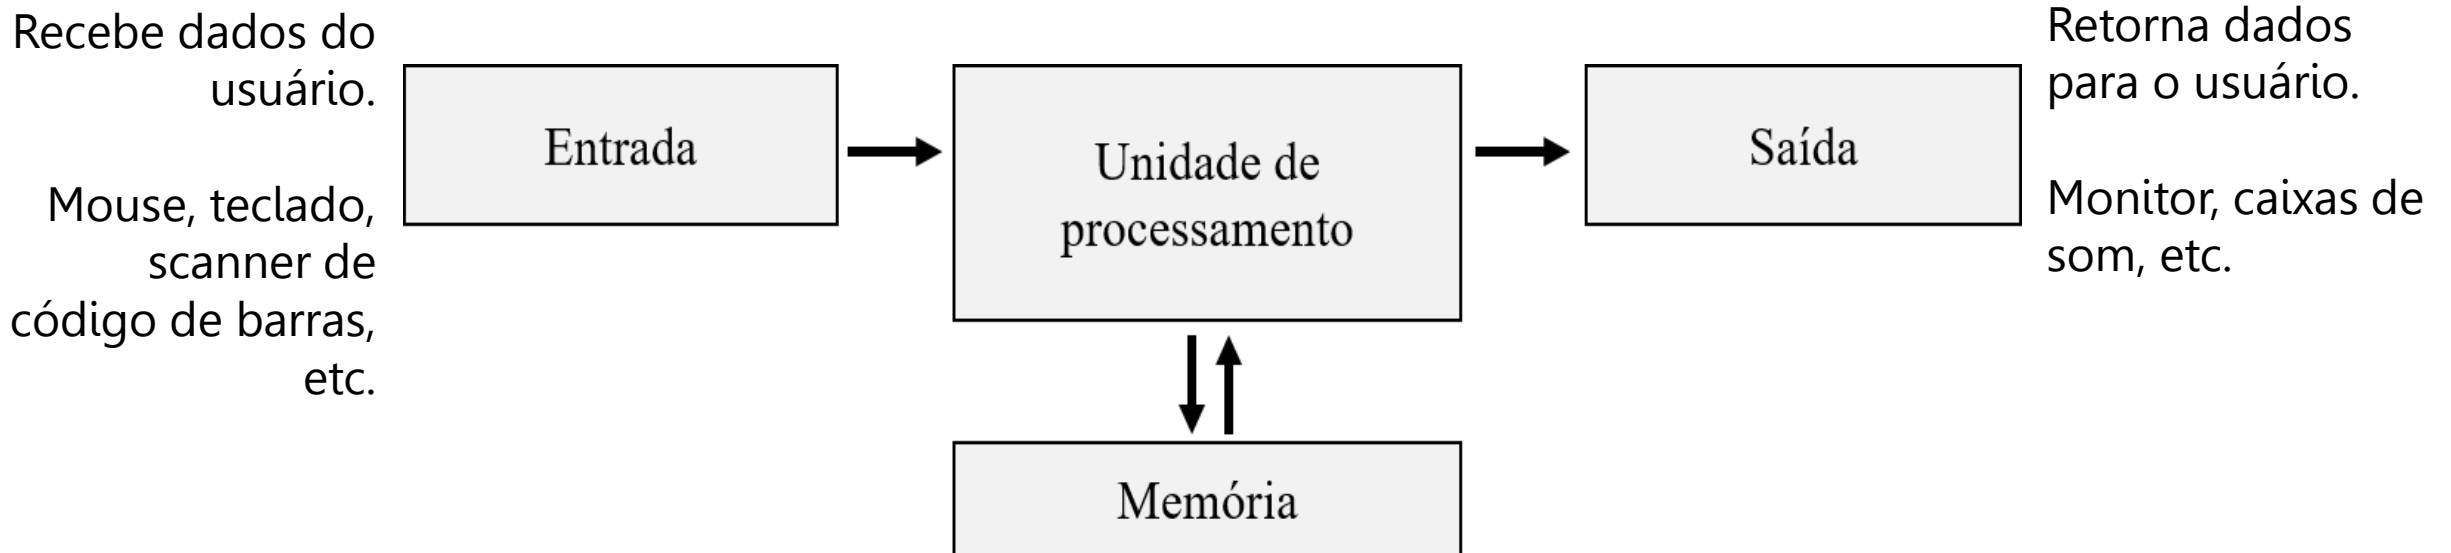 Recebe dados do
usuário.
Mouse, teclado,
scanner de
código de barras,
etc.
Entrada
Unidade de
processamento
Memória
Saída
Retorna dados
para o usuário.
Monitor, caixas de
som, etc.